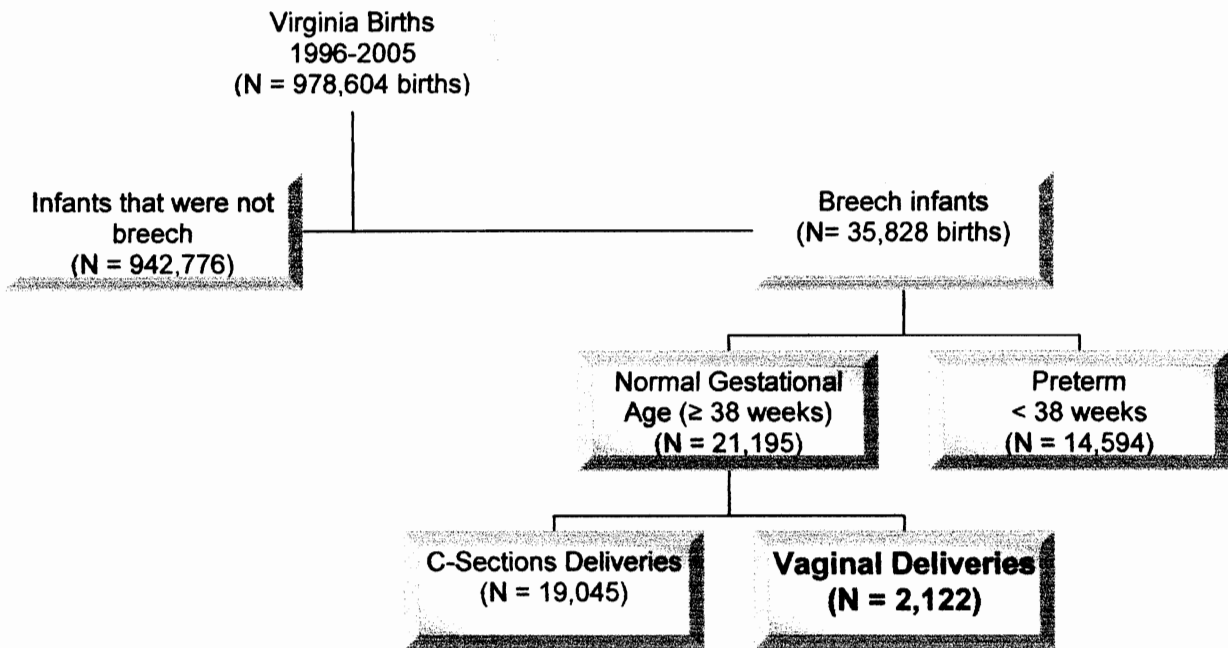 Virginia Births
1996-2005
(N = 978,604 births)
Infants that were not
breech
(N = 942,776)
Breech infants
(N= 35,828 births)
Normal Gestational
Age (≥ 38 weeks)
(N = 21,195)
Preterm
< 38 weeks
(N = 14,594)
C-Sections Deliveries
(N = 19,045)
Vaginal Deliveries
(N = 2,122)